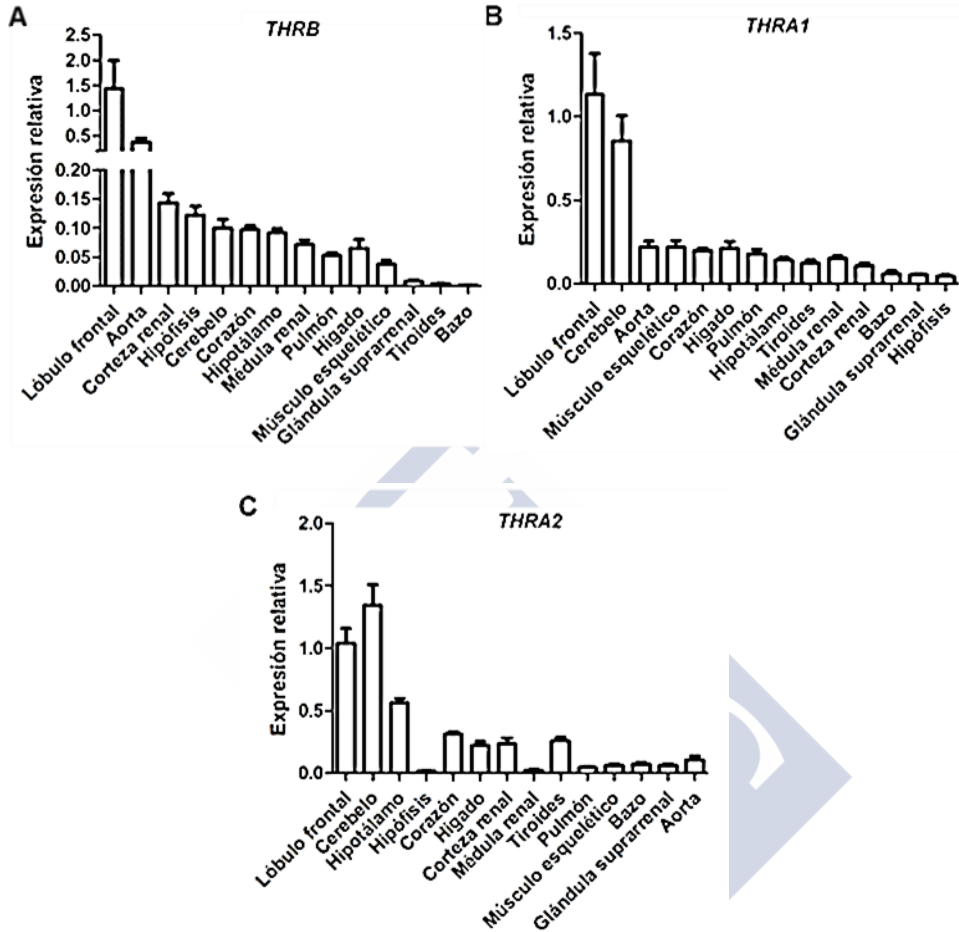 A
THRB
Expresión relativa
2.5
2.0
1.5
1.0
0.5
0.20
0.15
0.10
0.05
0.00
Lóbulo frontal
Aorta
Corteza renal
Hipófisis
Cerebelo
Corazón
Hipotálamo
Médula renal
Pulmón
Higado
Músculo esquelético
Glándula suprarrenal
Tiroides
Bazo
B
THRA1
Expresión relativa
1.5
1.0
0.5
0.0
Lóbulo frontal
Cerebelo
Aorta
Músculo esquelético
Corazón
Higado
Pulmón
Hipotálamo
Tiroides
Médula renal
Corteza renal
Bazo
Glándula suprarrenal
Hipófisis
C
THRA2
Expresión relativa
2.0
1.5
1.0
0.5
0.0
Lóbulo frontal
Cerebelo
Hipotálamo
Hipófisis
Corazón
Higado
Corteza renal
Médula renal
Tiroides
Pulmón
Músculo esquelético
Bazo
Glándula suprarrenal
Aorta